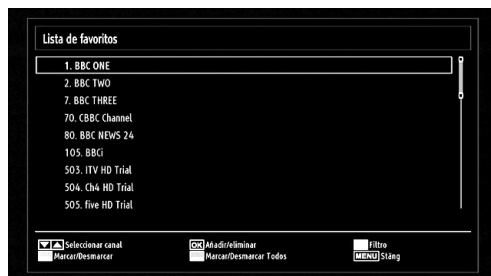 Lista de favoritos
1. BBC ONE
2. BBC TWO
7. BBC THREE
70. CBBC Channel
80. BBC NEWS 24
105. BBCi
503. ITV HD Trial
504. Ch4 HD Trial
505. five HD Trial
Seleccionar canal OK Añadir/eliminar Filtro
Marcar/Desmarcar Marcar/Desmarcar Todos MENU Stäng